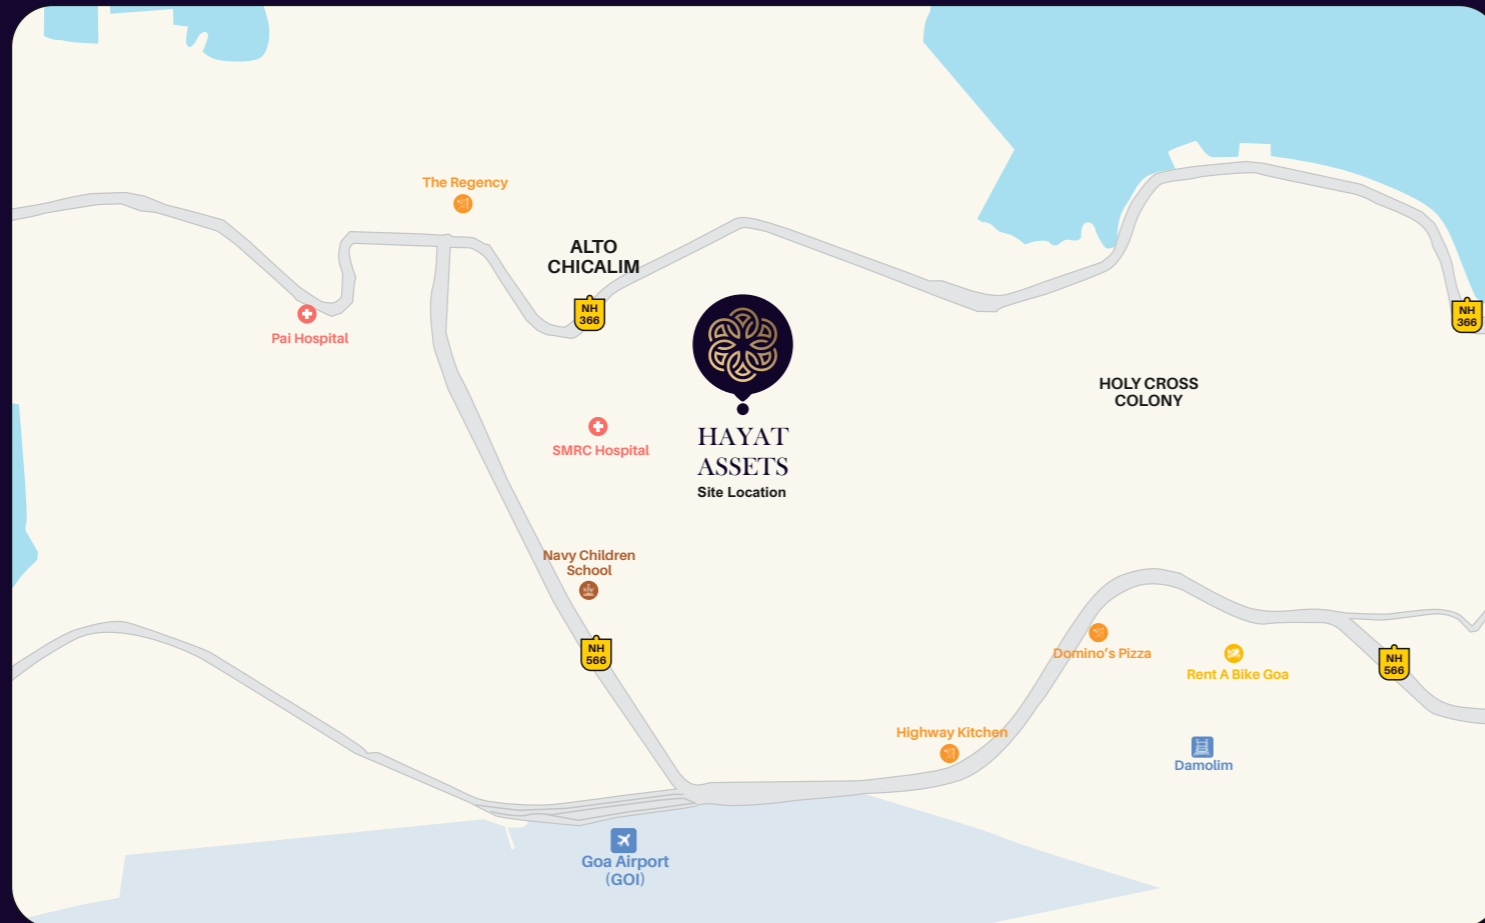 The Regency
ALTO
CHICALIM
NH
366
NH
366
Pai Hospital
HOLY CROSS
COLONY
SMRC Hospital
HAYAT
ASSETS
Site Location
Navy Children
School
NH
566
Domino's Pizza
Rent A Bike Goa
NH
566
Highway Kitchen
Damolim
Goa Airport
(GOI)